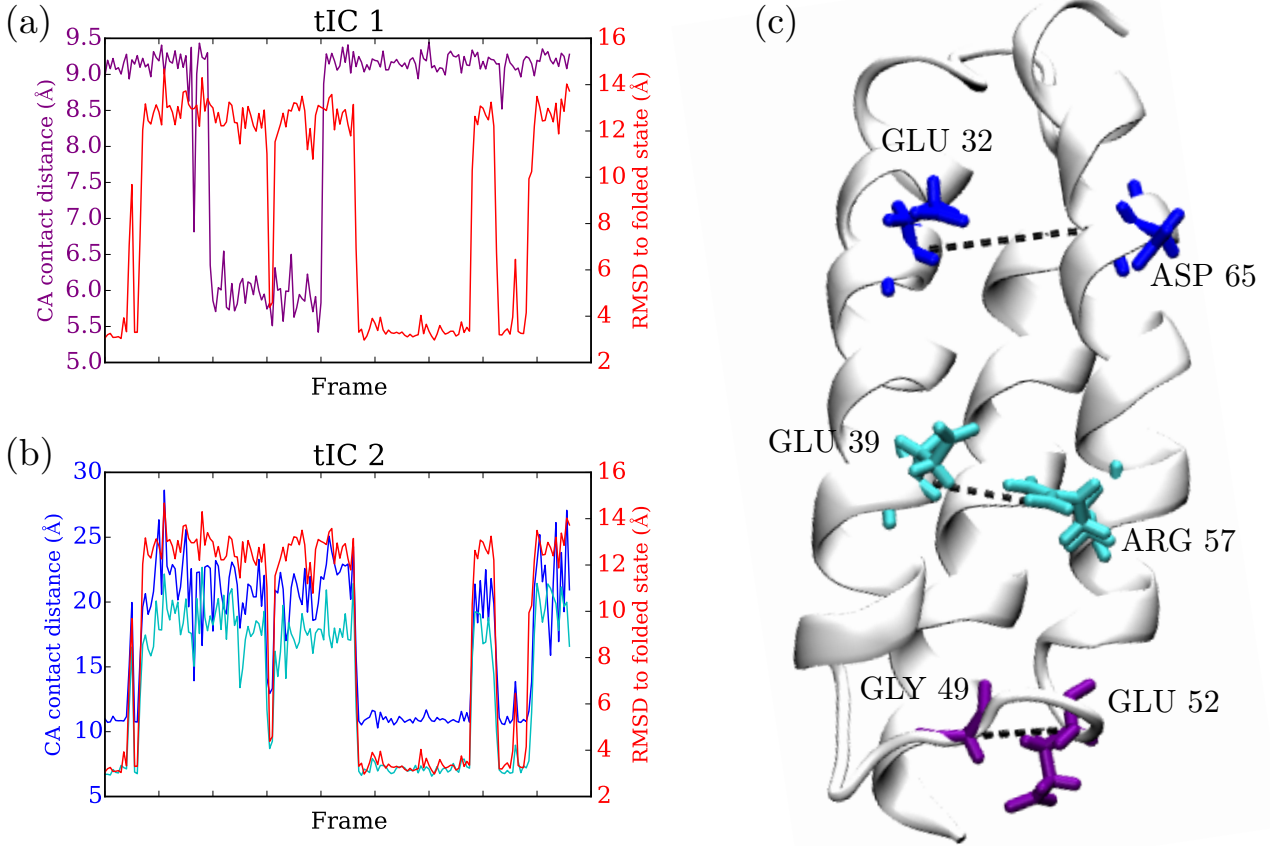 (a)
tIC 1
9.5
9.0
8.5
8.0
7.5
7.0
6.5
6.0
5.5
5.0
CA contact distance (Å)
16
14
12
10
8
6
4
2
RMSD to folded state (Å)
Frame
(b)
tIC 2
30
25
20
15
10
5
CA contact distance (Å)
16
14
12
10
8
6
4
2
RMSD to folded state (Å)
Frame
(c)
GLU 32
ASP 65
GLU 39
ARG 57
GLY 49
GLU 52